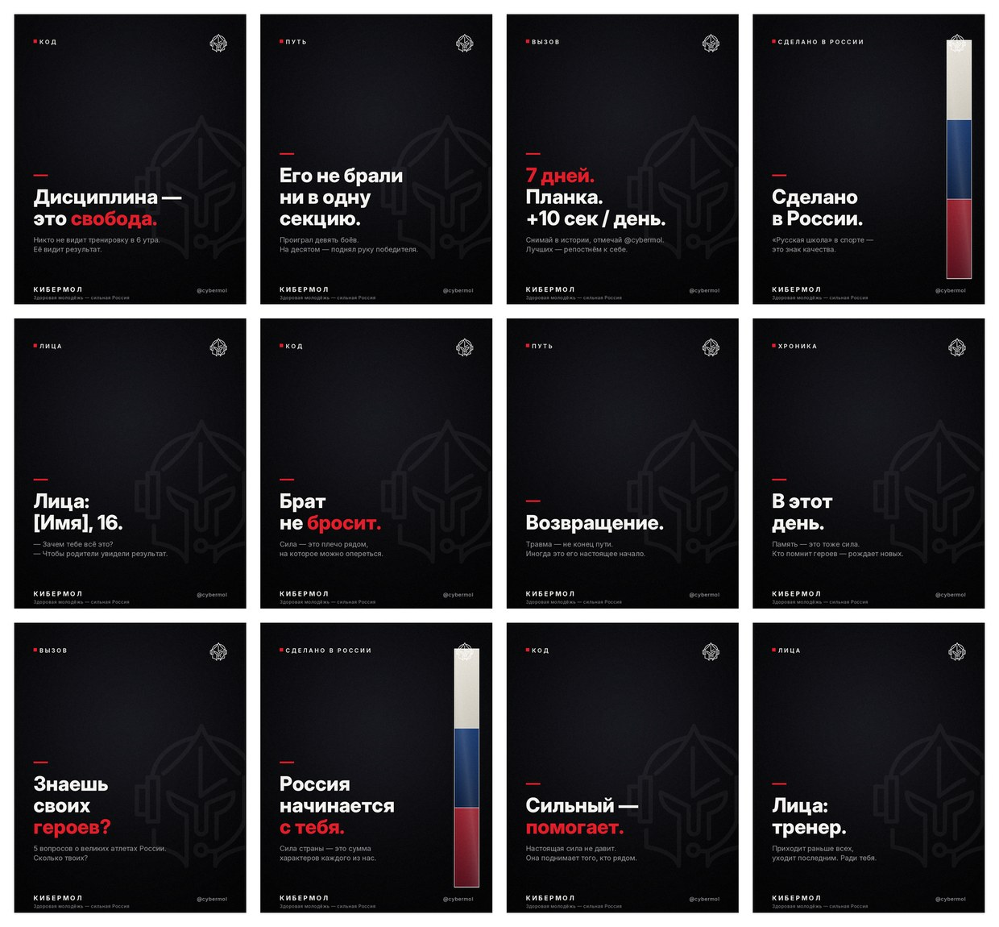 КОД
Дисциплина —
это свобода.
Никто не видит тренировку в 6 утра.
Её видит результат.
КИБЕРМОЛ
Здоровая молодёжь — сильная Россия
@cybermol
ПУТЬ
Его не брали
ни в одну
секцию.
Проиграл девять боёв.
На десятом — поднял руку победителя.
КИБЕРМОЛ
Здоровая молодёжь — сильная Россия
@cybermol
ВЫЗОВ
7 дней.
Планка.
+10 сек / день.
Снимай в истории, отмечай @cybermol.
Лучших — репостнём к себе.
КИБЕРМОЛ
Здоровая молодёжь — сильная Россия
@cybermol
СДЕЛАНО В РОССИИ
Сделано
в России.
«Русская школа» в спорте —
это знак качества.
КИБЕРМОЛ
Здоровая молодёжь — сильная Россия
@cybermol
ЛИЦА
Лица:
[Имя], 16.
— Зачем тебе всё это?
— Чтобы родители увидели результат.
КИБЕРМОЛ
Здоровая молодёжь — сильная Россия
@cybermol
КОД
Брат
не бросит.
Сила — это плечо рядом,
на которое можно опереться.
КИБЕРМОЛ
Здоровая молодёжь — сильная Россия
@cybermol
ПУТЬ
Возвращение.
Травма — не конец пути.
Иногда это его настоящее начало.
КИБЕРМОЛ
Здоровая молодёжь — сильная Россия
@cybermol
ХРОНИКА
В этот
день.
Память — это тоже сила.
Кто помнит героев — рождает новых.
КИБЕРМОЛ
Здоровая молодёжь — сильная Россия
@cybermol
ВЫЗОВ
Знаешь
своих
героев?
5 вопросов о великих атлетах России.
Сколько твоих?
КИБЕРМОЛ
Здоровая молодёжь — сильная Россия
@cybermol
СДЕЛАНО В РОССИИ
Россия
начинается
с тебя.
Сила страны — это сумма
характеров каждого из нас.
КИБЕРМОЛ
Здоровая молодёжь — сильная Россия
@cybermol
КОД
Сильный —
помогает.
Настоящая сила не давит.
Она поднимает того, кто рядом.
КИБЕРМОЛ
Здоровая молодёжь — сильная Россия
@cybermol
ЛИЦА
Лица:
тренер.
Приходит раньше всех,
уходит последним. Ради тебя.
КИБЕРМОЛ
Здоровая молодёжь — сильная Россия
@cybermol